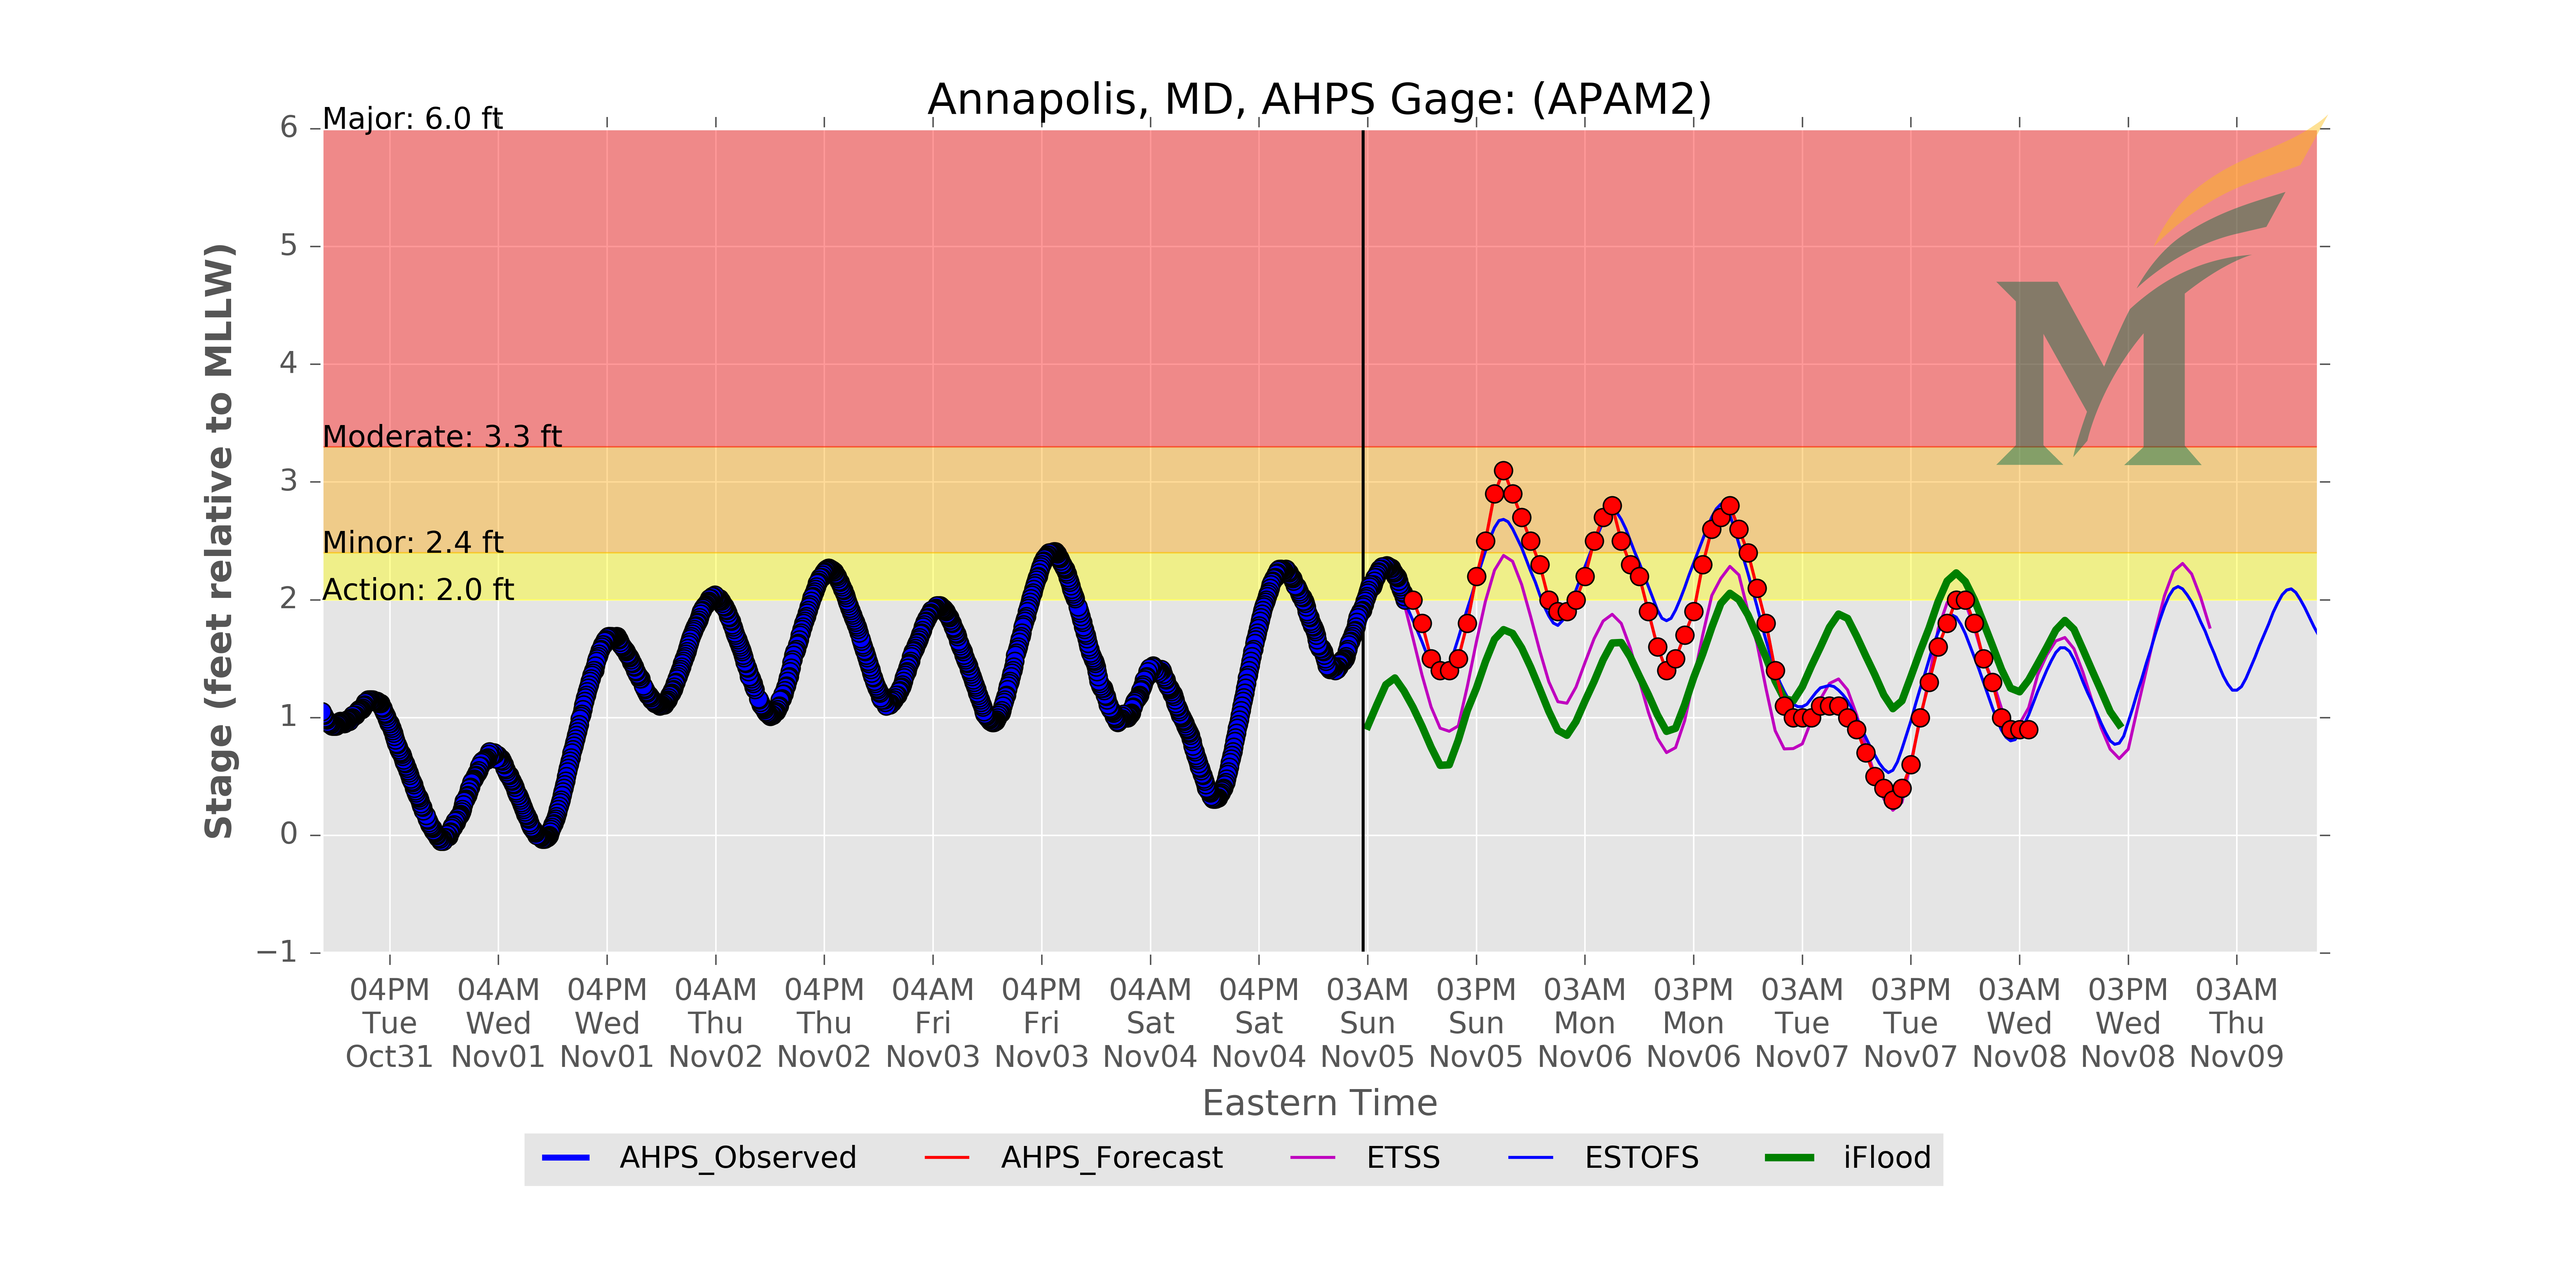 Annapolis, MD, AHPS Gage: (APAM2)
Major: 6.0 ft
Moderate: 3.3 ft
Minor: 2.4 ft
Action: 2.0 ft
6
5
4
3
2
1
0
−1
Stage (feet relative to MLLW)
04PM 04AM 04PM 04AM 04PM 04AM 04PM 04AM 04PM 03AM 03PM 03AM 03PM 03AM 03PM 03AM 03PM 03AM
Tue Wed Wed Thu Thu Fri Fri Sat Sat Sun Sun Mon Mon Tue Tue Wed Wed Thu
Oct31 Nov01 Nov01 Nov02 Nov02 Nov03 Nov03 Nov04 Nov04 Nov05 Nov05 Nov06 Nov06 Nov07 Nov07 Nov08 Nov08 Nov09
Eastern Time
AHPS_Observed AHPS_Forecast ETSS ESTOFS iFlood